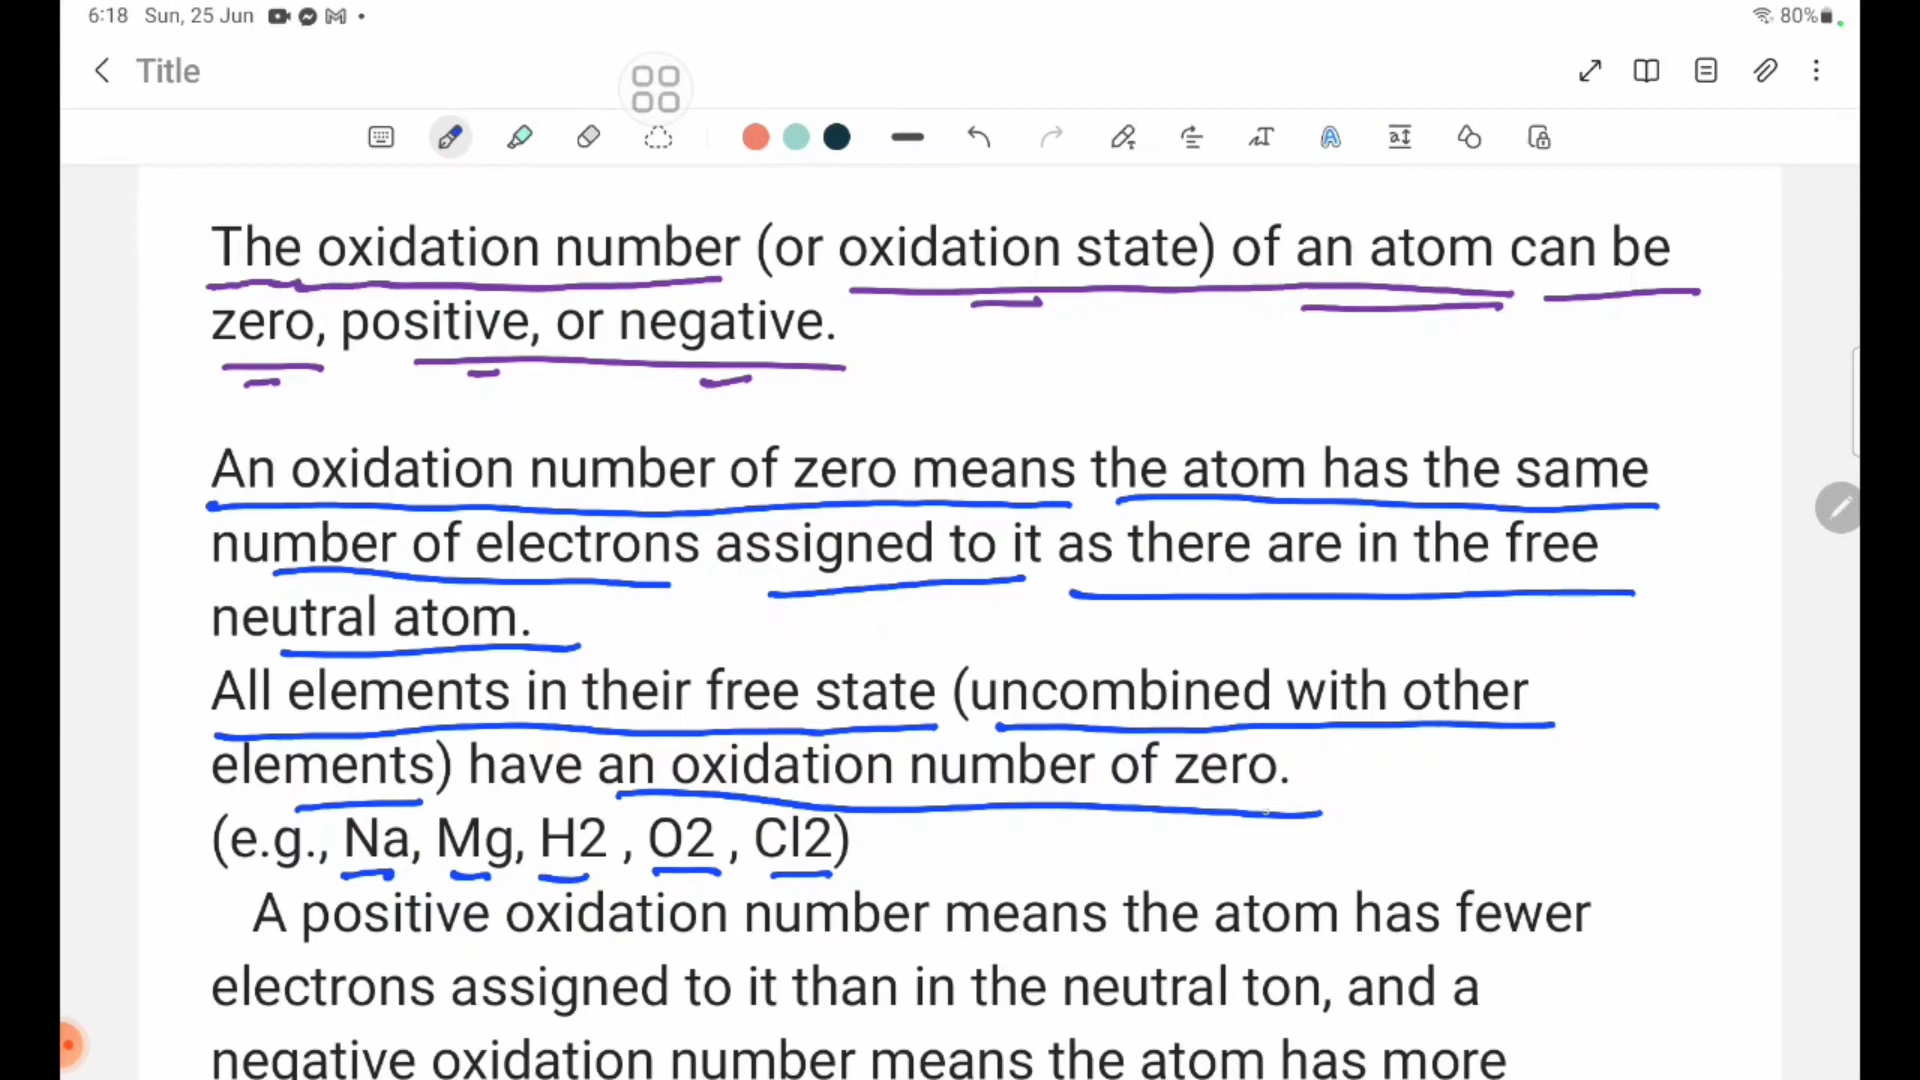 6:18 Sun, 25 Jun 80%
Title
The oxidation number (or oxidation state) of an atom can be
zero, positive, or negative.
An oxidation number of zero means the atom has the same
number of electrons assigned to it as there are in the free
neutral atom.
All elements in their free state (uncombined with other
elements) have an oxidation number of zero.
(e.g., Na, Mg, H2 , O2 , Cl2)
A positive oxidation number means the atom has fewer
electrons assigned to it than in the neutral ton, and a
negative oxidation number means the atom has more